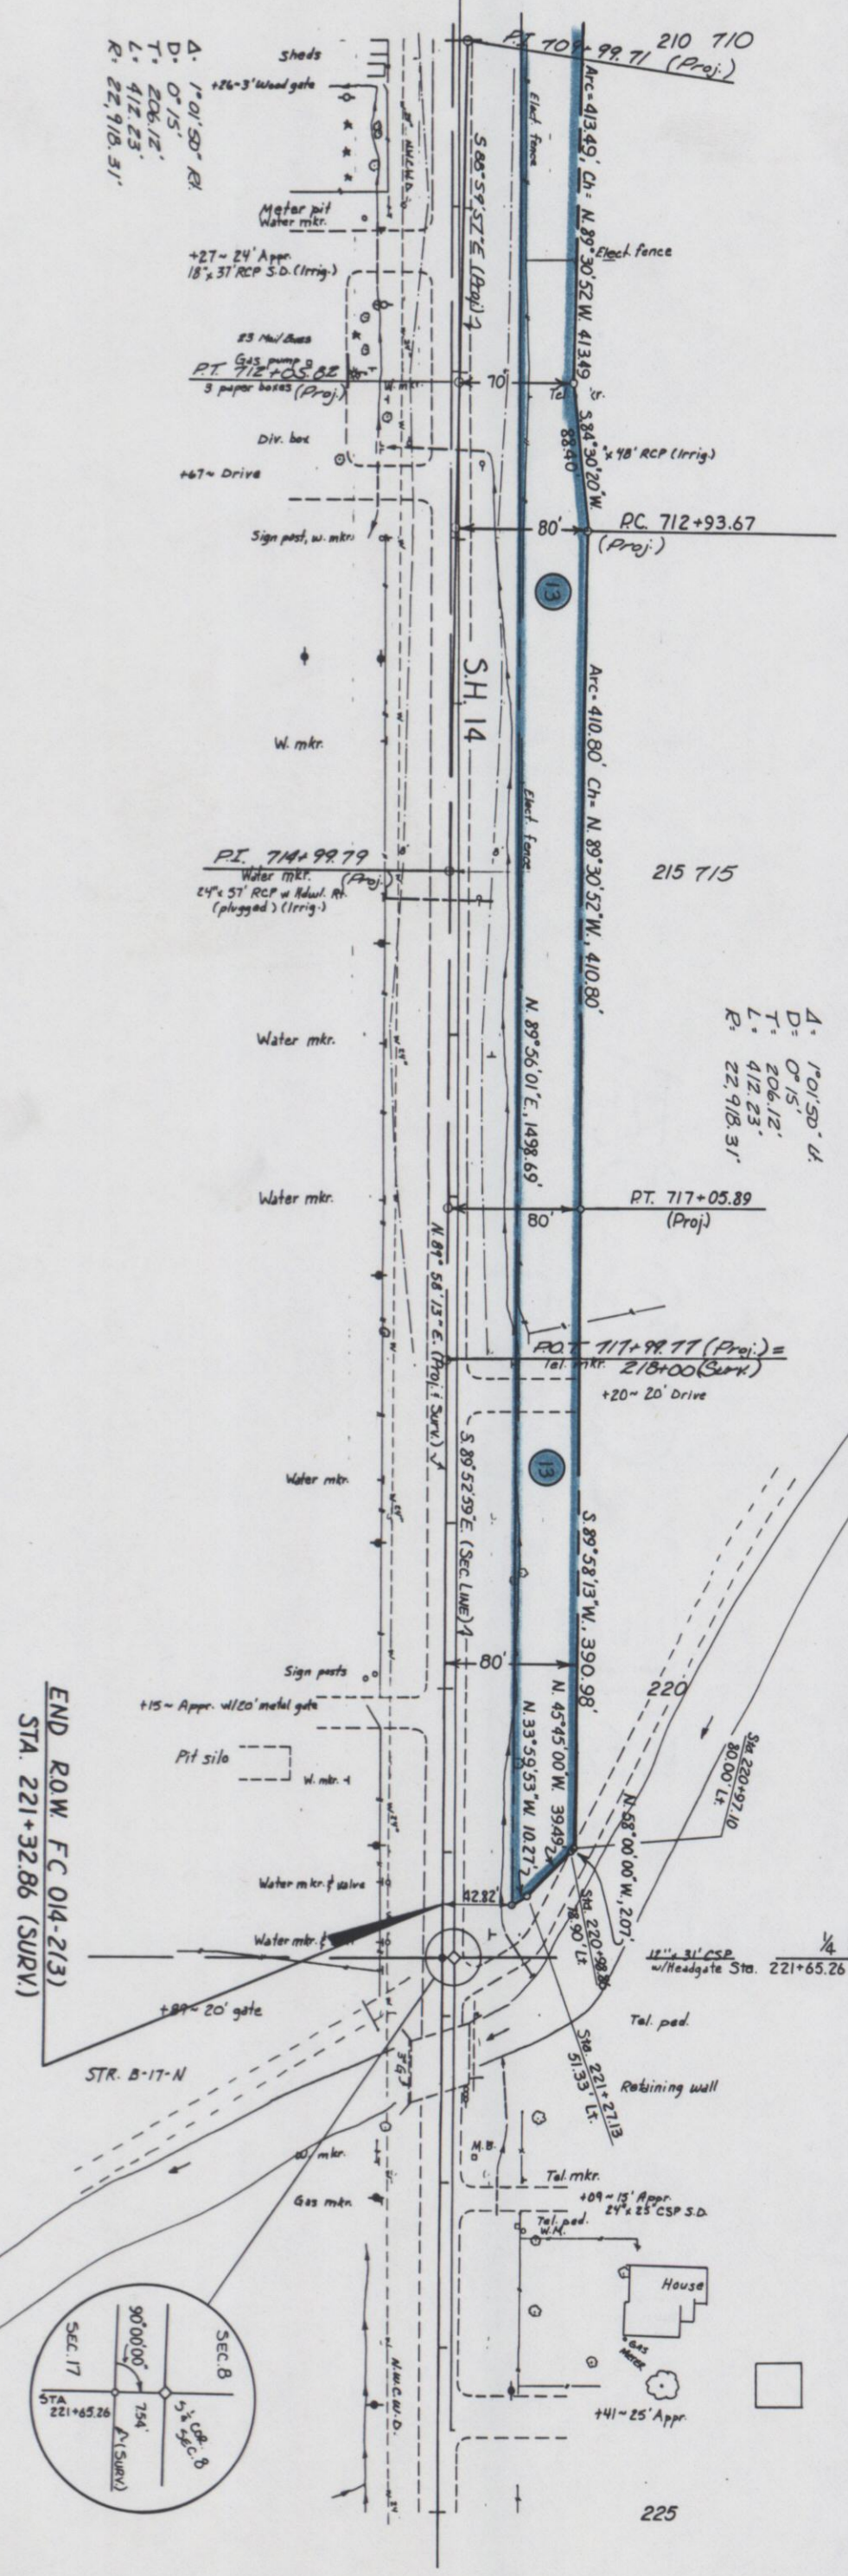 P.I. 709+99.71
(Proj.)
210 710
Δ= 1°01'50" Rt.
D= 0°15'
T= 206.12'
L= 412.23'
R= 22,918.31'
Sheds
+26~3' Wood gate
N.W.C.W.D.
S 88°59'57"E (Proj.)
Elect. fence
Arc= 413.49', Ch= N. 89°30'52 W. 413.49
Elect. fence
Meter pit
Water mkr.
+27~ 24' Appr.
18"x 37' RCP S.D. (Irrig.)
23 Mail Boxes
Gas pump
P.T. 712+05.82
3 paper boxes (Proj.)
70'
S.84°30'20"W.
88.40'
x 48' RCP (Irrig.)
Div. box
+67~ Drive
Sign post, w. mkr.
80'
P.C. 712+93.67
(Proj.)
13
S.H. 14
Arc= 410.80' Ch= N. 89°30'52"W., 410.80'
W. mkr.
Elect. fence
P.I. 714+99.79
(Proj.)
Water mkr.
24"x 57' RCP w Hdwl. Rt.
(plugged) (Irrig.)
215 715
N. 89°56'01"E., 1498.69'
Δ= 1°01'50" Lt.
D= 0°15'
T= 206.12'
L= 412.23'
R= 22,918.31'
Water mkr.
Water mkr.
80'
P.T. 717+05.89
(Proj.)
N. 89°58'13"E. (Proj. & Surv.)
P.O.T. 717+99.77 (Proj.) =
218+00 (Surv.)
Tel. mkr.
+20~ 20' Drive
S.89°52'59"E. (SEC. LINE)
13
Water mkr.
S.89°58'13"W., 390.98'
80'
Sign posts
+15~ Appr. w/20' metal gate
220
Pit silo
W. mkr.
N. 45°45'00"W. 39.49'
N. 33°59'53"W. 10.27'
N. 58°00'00"W., 2.07'
Sta. 220+97.10
80.00' Lt.
END R.O.W. FC 014-2(3)
STA. 221+32.86 (SURV.)
Water mkr. & valve
42.82'
Sta. 220+98.86
78.90' Lt.
Water mkr. &
12"x 31' CSP
w/Headgate Sta. 221+65.26
1/4
+89~ 20' gate
Tel. ped.
STR. B-17-N
Sta. 221+27.13
51.33' Lt.
Retaining wall
W. mkr.
M.B.
Gas mkr.
Tel. mkr.
+09~ 15' Appr.
24"x 25' CSP S.D.
Tel. ped.
W.M.
House
GAS
METER
+41~ 25' Appr.
N.W.C.W.D.
SEC. 8
SEC. 17
90°00'00"
S 1/4 COR.
SEC. 8
STA
221+65.26
7.54'
(SURV.)
225